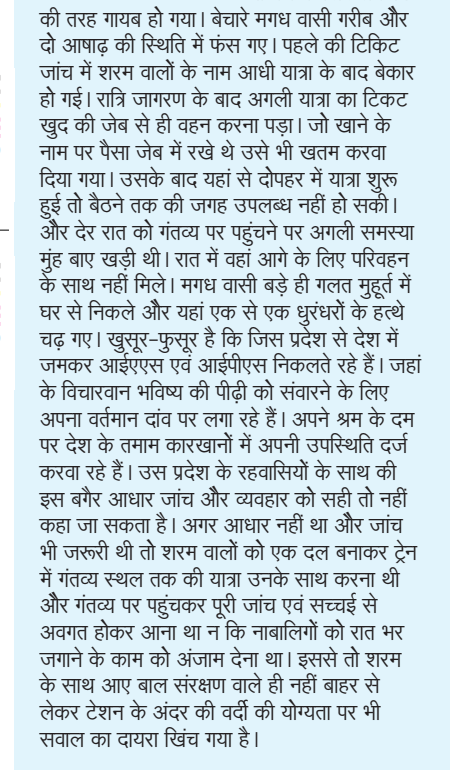 की तरह गायब हो गया। बेचारे मगध वासी गरीब और
दो आषाढ़ की स्थिति में फंस गए। पहले की टिकिट
जांच में शरम वालों के नाम आधी यात्रा के बाद बेकार
हो गई। रात्रि जागरण के बाद अगली यात्रा का टिकट
खुद की जेब से ही वहन करना पड़ा। जो खाने के
नाम पर पैसा जेब में रखे थे उसे भी खतम करवा
दिया गया। उसके बाद यहां से दोपहर में यात्रा शुरू
हुई तो बैठने तक की जगह उपलब्ध नहीं हो सकी।
और देर रात को गंतव्य पर पहुंचने पर अगली समस्या
मुंह बाए खड़ी थी। रात में वहां आगे के लिए परिवहन
के साथ नहीं मिले। मगध वासी बड़े ही गलत मुहूर्त में
घर से निकले और यहां एक से एक धुरंधरों के हत्थे
चढ़ गए। खुसूर-फुसूर है कि जिस प्रदेश से देश में
जमकर आईएएस एवं आईपीएस निकलते रहे हैं। जहां
के विचारवान भविष्य की पीढ़ी को संवारने के लिए
अपना वर्तमान दांव पर लगा रहे हैं। अपने श्रम के दम
पर देश के तमाम कारखानों में अपनी उपस्थिति दर्ज
करवा रहे हैं। उस प्रदेश के रहवासियों के साथ की
इस बगैर आधार जांच और व्यवहार को सही तो नहीं
कहा जा सकता है। अगर आधार नहीं था और जांच
भी जरूरी थी तो शरम वालों को एक दल बनाकर ट्रेन
में गंतव्य स्थल तक की यात्रा उनके साथ करना थी
और गंतव्य पर पहुंचकर पूरी जांच एवं सच्चई से
अवगत होकर आना था न कि नाबालिगों को रात भर
जगाने के काम को अंजाम देना था। इससे तो शरम
के साथ आए बाल संरक्षण वाले ही नहीं बाहर से
लेकर टेशन के अंदर की वर्दी की योग्यता पर भी
सवाल का दायरा खिंच गया है।